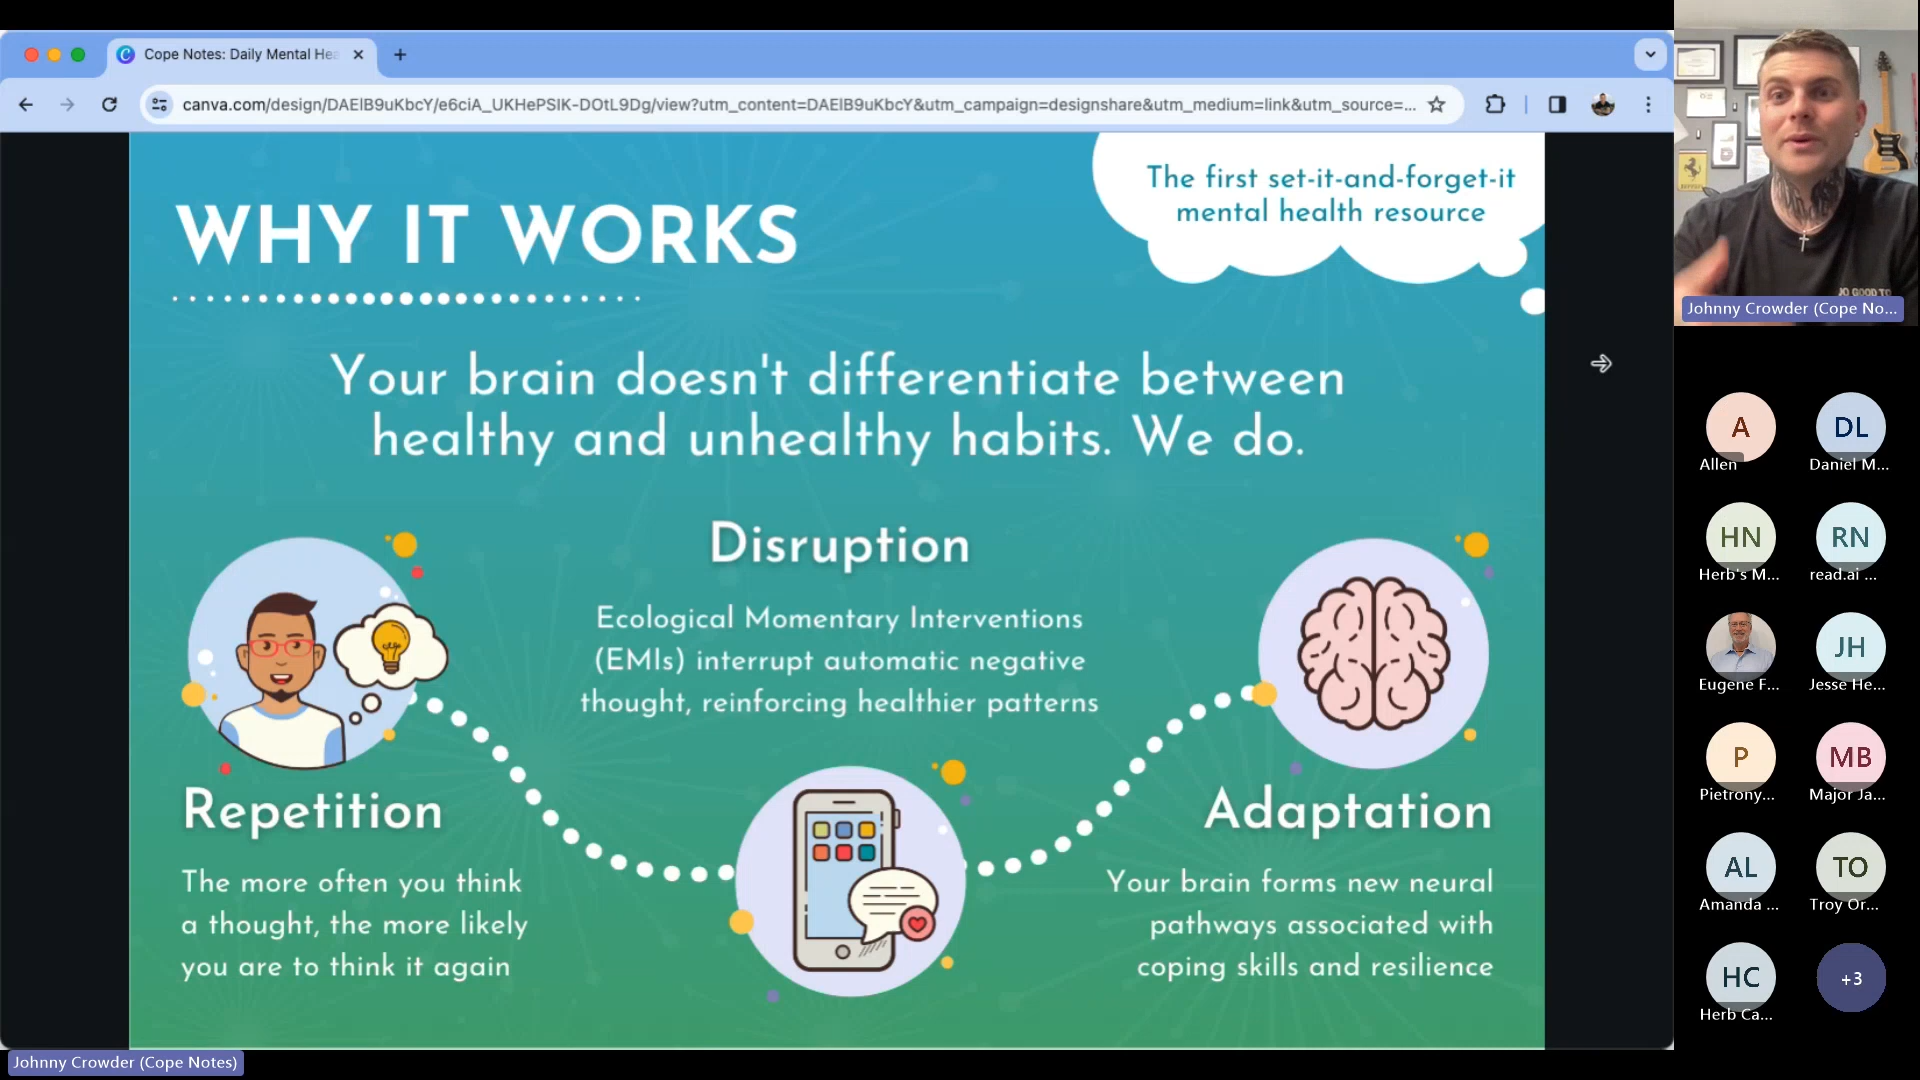 Cope Notes: Daily Mental Hea
canva.com/design/DAElB9uKbcY/e6ciA_UKHePSlK-DOtL9Dg/view?utm_content=DAElB9uKbcY&utm_campaign=designshare&utm_medium=link&utm_source=...
The first set-it-and-forget-it
mental health resource
WHY IT WORKS
Your brain doesn't differentiate between
healthy and unhealthy habits. We do.
Disruption
Ecological Momentary Interventions
(EMIs) interrupt automatic negative
thought, reinforcing healthier patterns
Repetition
The more often you think
a thought, the more likely
you are to think it again
Adaptation
Your brain forms new neural
pathways associated with
coping skills and resilience
Johnny Crowder (Cope Notes)
GOOD
Johnny Crowder (Cope No...
A
Allen
DL
Daniel M...
HN
Herb's M...
RN
read.ai ...
Eugene F...
JH
Jesse He...
P
Pietrony...
MB
Major Ja...
AL
Amanda ...
TO
Troy Or...
HC
Herb Ca...
+3